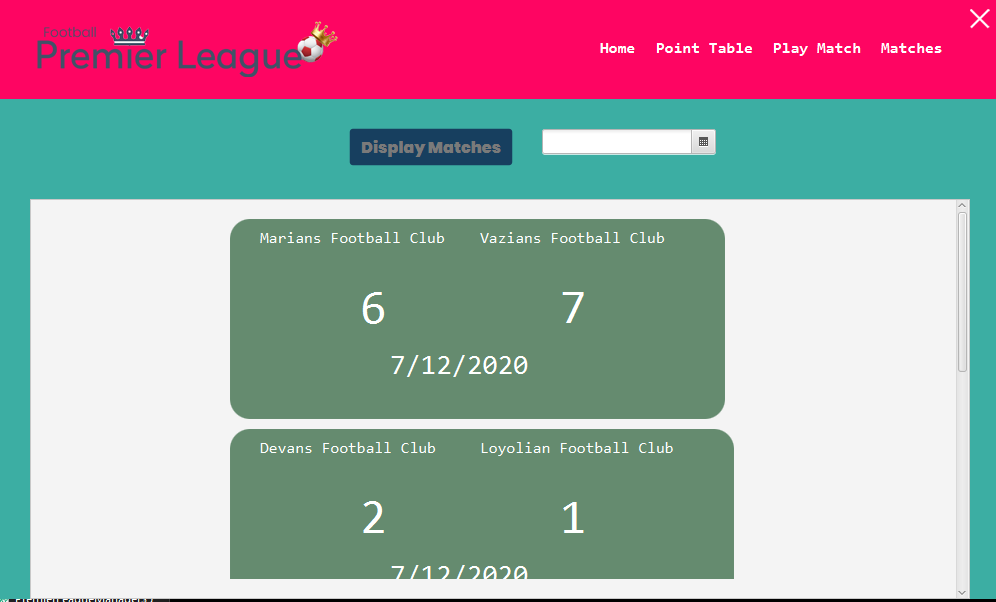 Football
Premier League
Home Point Table Play Match Matches
Display Matches
Marians Football Club Vazians Football Club
6 7
7/12/2020
Devans Football Club Loyolian Football Club
2 1
7/12/2020